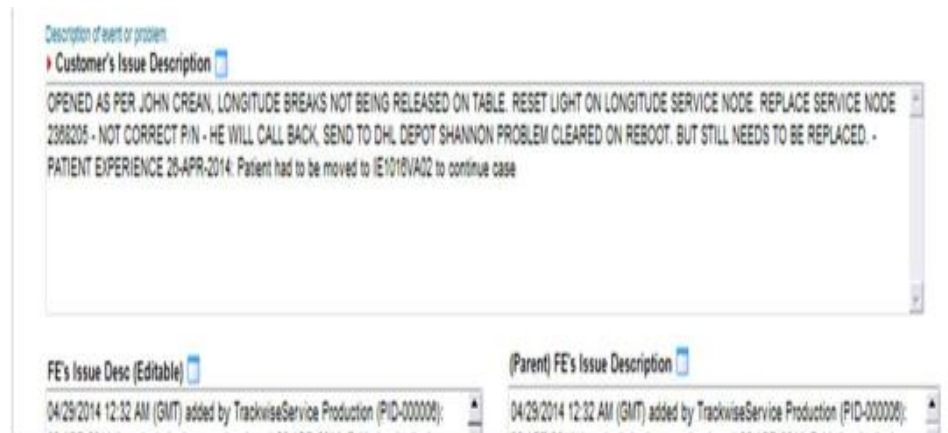 Description of event or problem
Customer's Issue Description
OPENED AS PER JOHN CREAN, LONGITUDE BREAKS NOT BEING RELEASED ON TABLE. RESET LIGHT ON LONGITUDE SERVICE NODE. REPLACE SERVICE NODE
2368205 - NOT CORRECT P/N - HE WILL CALL BACK, SEND TO DHL DEPOT SHANNON PROBLEM CLEARED ON REBOOT. BUT STILL NEEDS TO BE REPLACED. -
PATIENT EXPERIENCE 26-APR-2014: Patient had to be moved to IE1016VA02 to continue case
FE's Issue Desc (Editable)
(Parent) FE's Issue Description
04/29/2014 12:32 AM (GMT) added by TrackwiseService Production (PID-000006):
04/29/2014 12:32 AM (GMT) added by TrackwiseService Production (PID-000006):